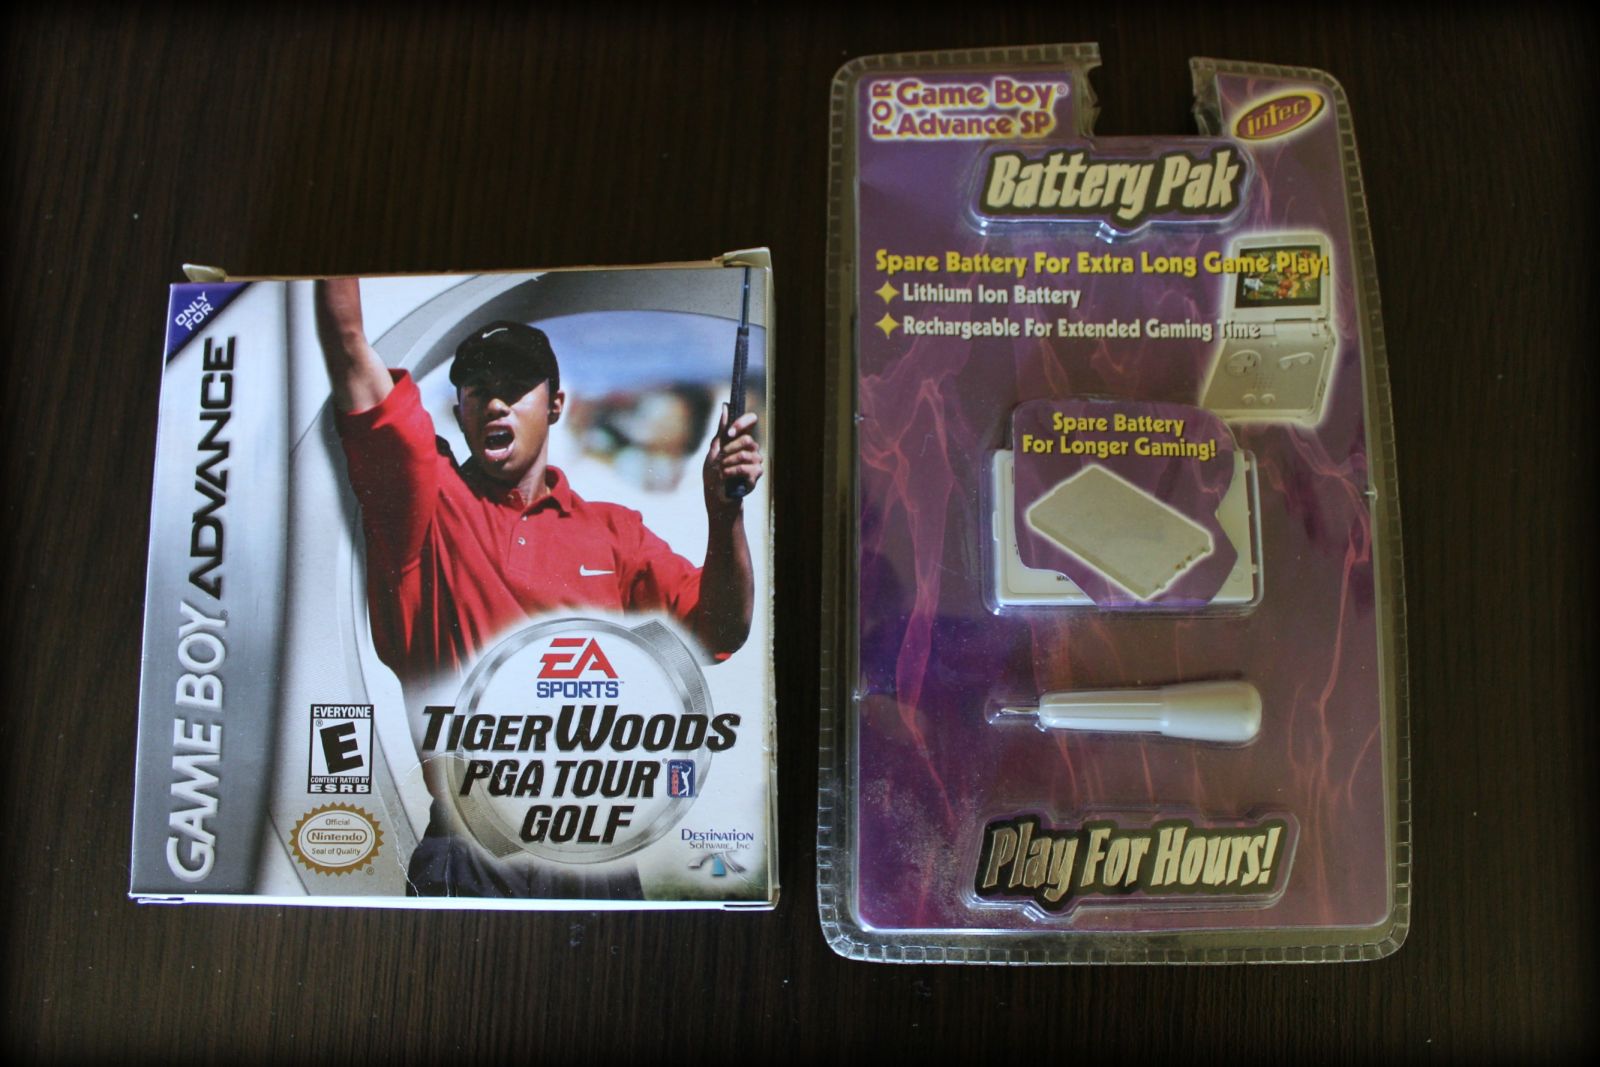 ONLY
FOR
GAME BOY ADVANCE
EA
SPORTS™
TIGER WOODS
PGA TOUR®
GOLF
EVERYONE
E
®
CONTENT RATED BY
ESRB
Official
Nintendo
Seal of Quality
®
DESTINATION
SOFTWARE, INC
FOR
Game Boy®
Advance SP
intec
Battery Pak
Spare Battery For Extra Long Game Play!
Lithium Ion Battery
Rechargeable For Extended Gaming Time
Spare Battery
For Longer Gaming!
Play For Hours!